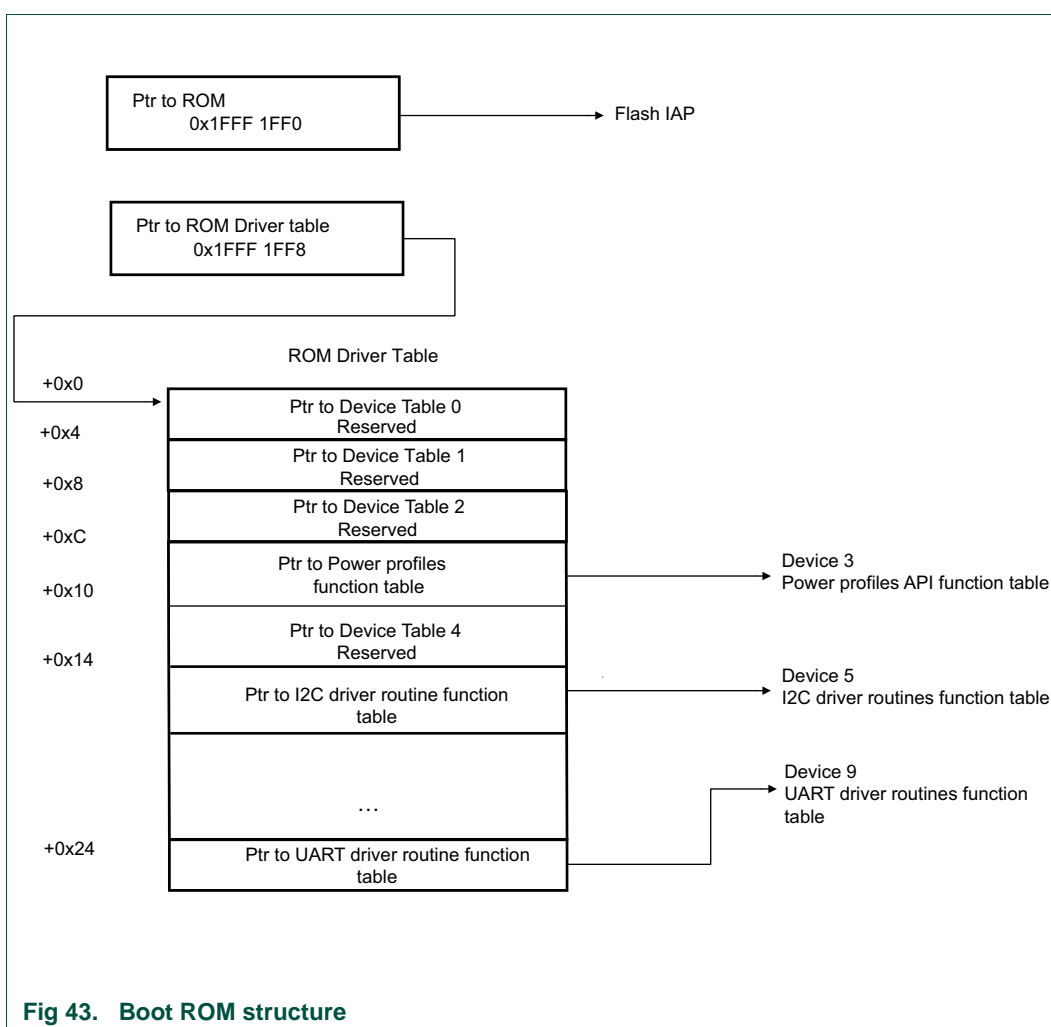 Ptr to ROM
0x1FFF 1FF0
Flash IAP
Ptr to ROM Driver table
0x1FFF 1FF8
ROM Driver Table
+0x0
Ptr to Device Table 0
Reserved
+0x4
Ptr to Device Table 1
Reserved
+0x8
Ptr to Device Table 2
Reserved
+0xC
Ptr to Power profiles
function table
Device 3
Power profiles API function table
+0x10
Ptr to Device Table 4
Reserved
+0x14
Ptr to I2C driver routine function
table
Device 5
I2C driver routines function table
...
Device 9
UART driver routines function
table
+0x24
Ptr to UART driver routine function
table
Fig 43. Boot ROM structure